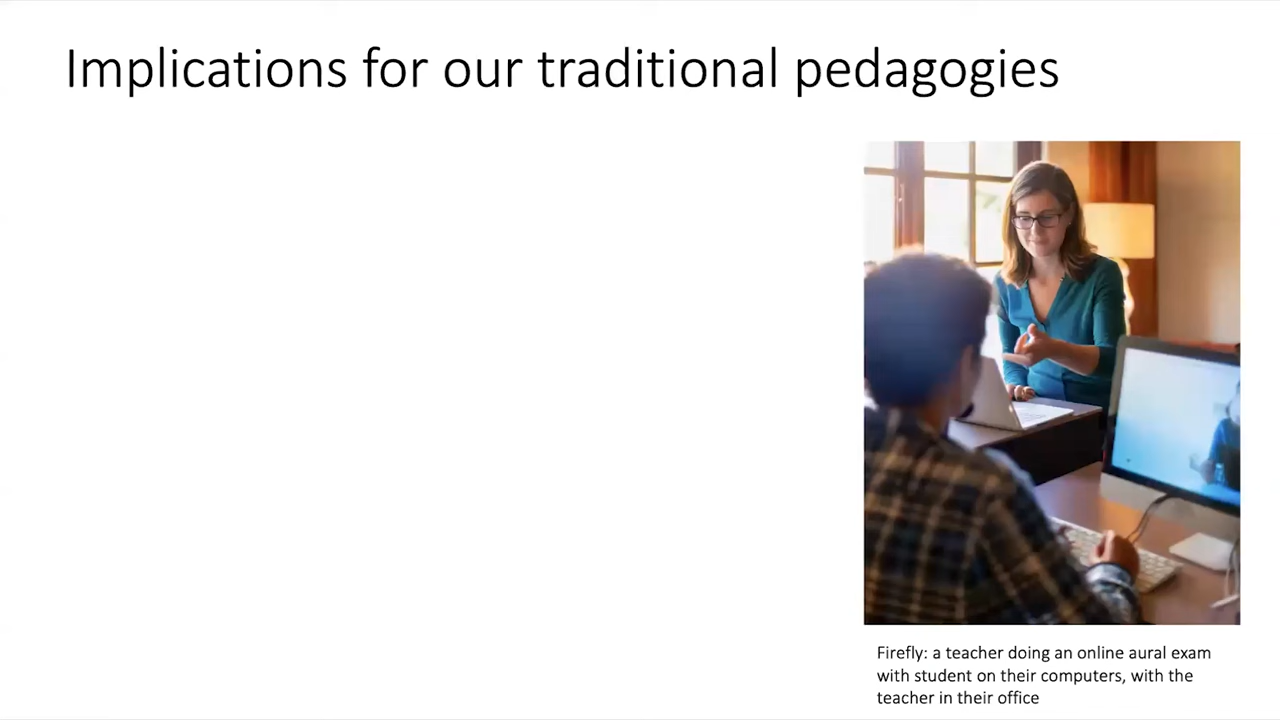 Implications for our traditional pedagogies
Firefly: a teacher doing an online aural exam
with student on their computers, with the
teacher in their office